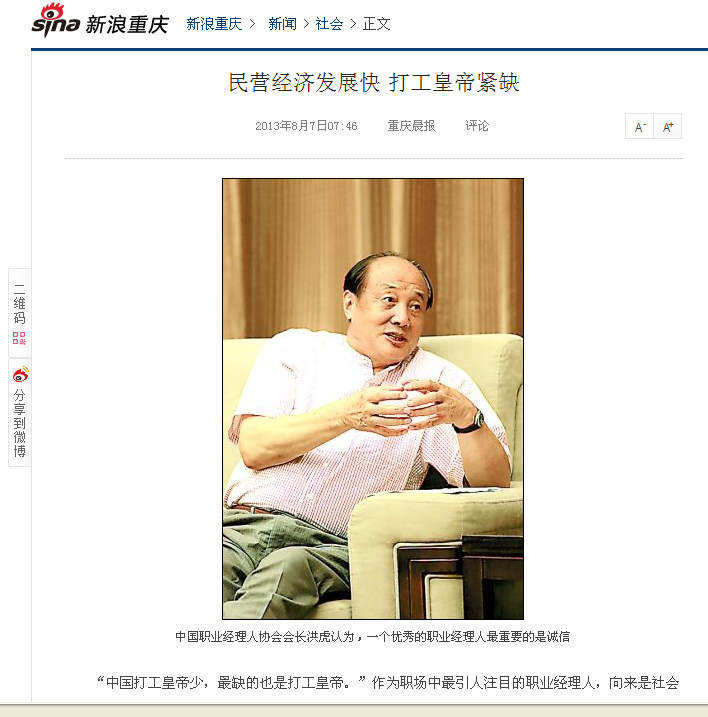 sina 新浪重庆 新浪重庆 > 新闻 > 社会 > 正文
民营经济发展快 打工皇帝紧缺
2013年8月7日07:46 重庆晨报 评论 A- A+
二维码
分享到微博
中国职业经理人协会会长洪虎认为，一个优秀的职业经理人最重要的是诚信
“中国打工皇帝少，最缺的也是打工皇帝。”作为职场中最引人注目的职业经理人，向来是社会